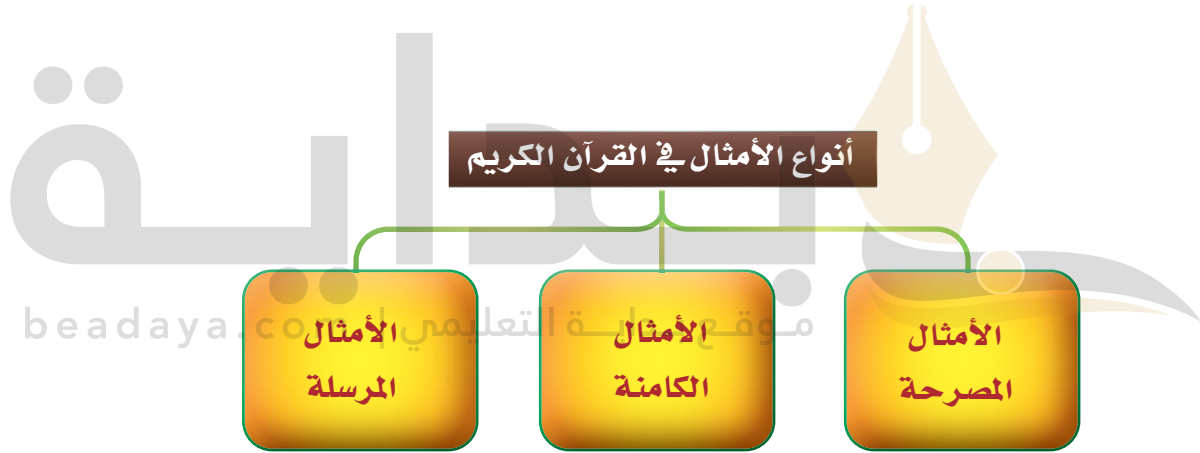 أنواع الأمثال في القرآن الكريم
الأمثال
المصرحة
الأمثال
الكامنة
الأمثال
المرسلة
بداية
موقع بداية التعليمي | beadaya.com